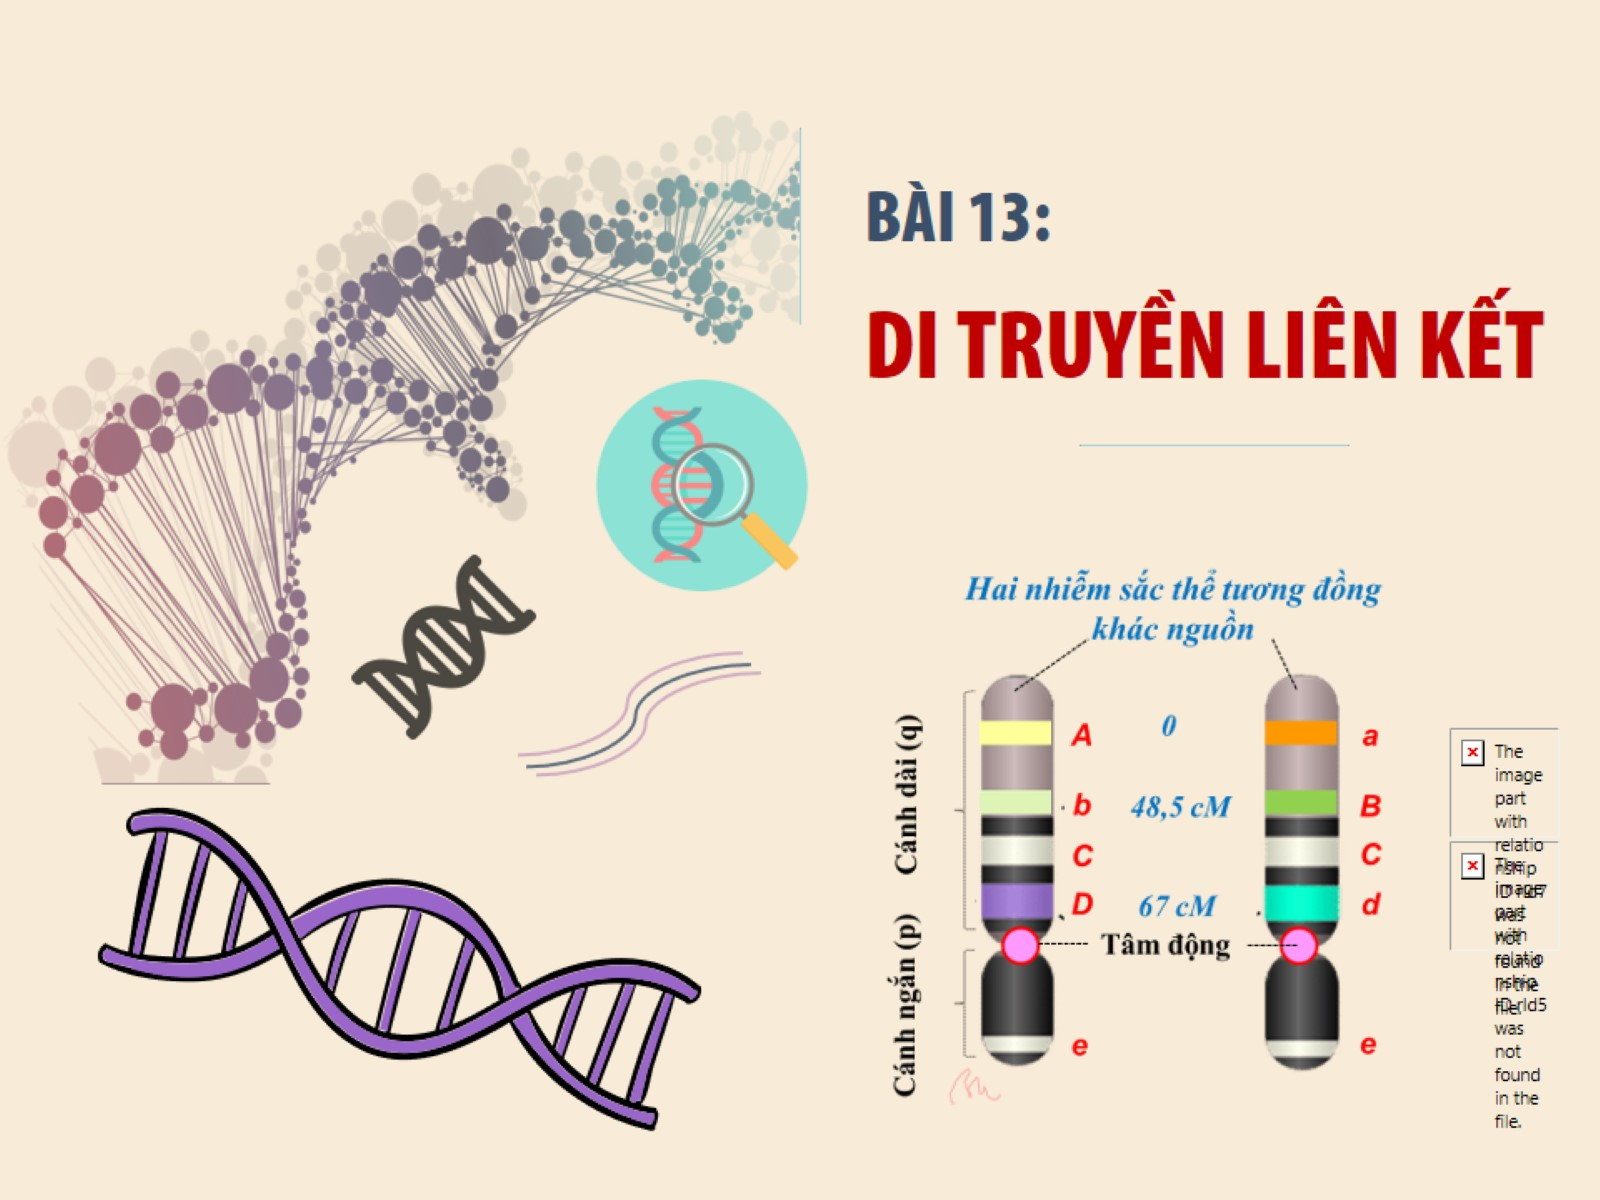 BÀI 13:
DI TRUYỀN LIÊN KẾT
Hai nhiễm sắc thể tương đồng
khác nguồn
Cánh dài (q)
Cánh ngắn (p)
A 0 a
b 48,5 cM B
C C
D 67 cM d
Tâm động
e e
The
image
part
with
relatio
was
not
found
in the
file.